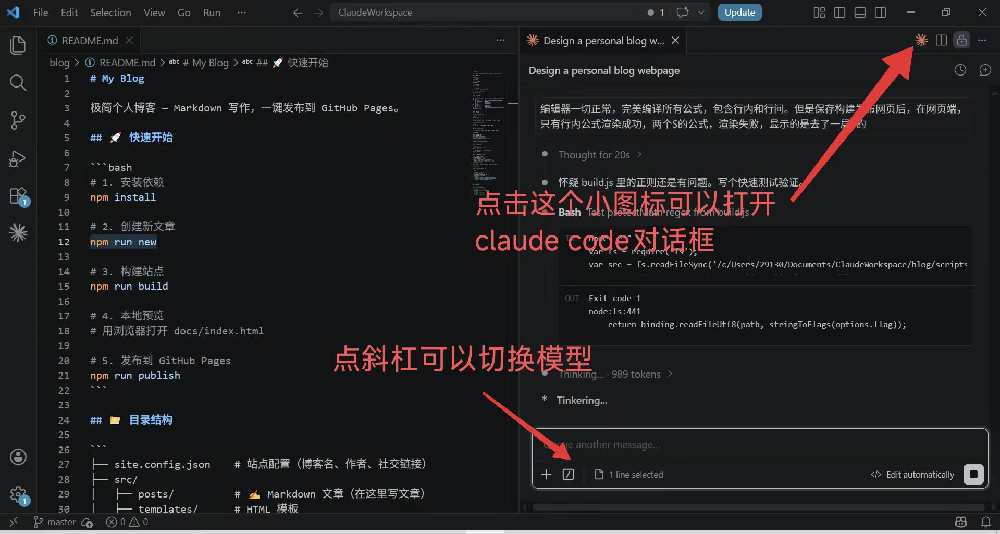 File Edit Selection View Go Run ··· ClaudeWorkspace 1 Update
README.md
Design a personal blog w...
blog > README.md > # My Blog > ## 🚀 快速开始
Design a personal blog webpage
1 # My Blog
2
3 极简个人博客 — Markdown 写作，一键发布到 GitHub Pages。
4
5 ## 🚀 快速开始
6
7 ```bash
8 # 1. 安装依赖
9 npm install
10
11 # 2. 创建新文章
12 npm run new
13
14 # 3. 构建站点
15 npm run build
16
17 # 4. 本地预览
18 # 用浏览器打开 docs/index.html
19
20 # 5. 发布到 GitHub Pages
21 npm run publish
22 ```
23
24 ## 📁 目录结构
25
26 ```
27 ├── site.config.json # 站点配置（博客名、作者、社交链接）
28 ├── src/
29 │ ├── posts/ # ✍️ Markdown 文章（在这里写文章）
30 │ ├── templates/ # HTML 模板
编辑器一切正常，完美编译所有公式，包含行内和行间。但是保存构建发布网页后，在网页端，
只有行内公式渲染成功，两个$的公式，渲染失败，显示的是去了一层 的
Thought for 20s >
怀疑 build.js 里的正则还是有问题。写个快速测试验证。
点击这个小图标可以打开
claude code对话框
Bash Test protectMath regex from build.js
IN node -e "
var fs = require('fs');
var src = fs.readFileSync('/c/Users/29130/Documents/ClaudeWorkspace/blog/scripts
OUT Exit code 1
node:fs:441
return binding.readFileUtf8(path, stringToFlags(options.flag));
点斜杠可以切换模型
Thinking... · 989 tokens >
* Tinkering...
Queue another message...
1 line selected
</> Edit automatically
1
1
master 0 0